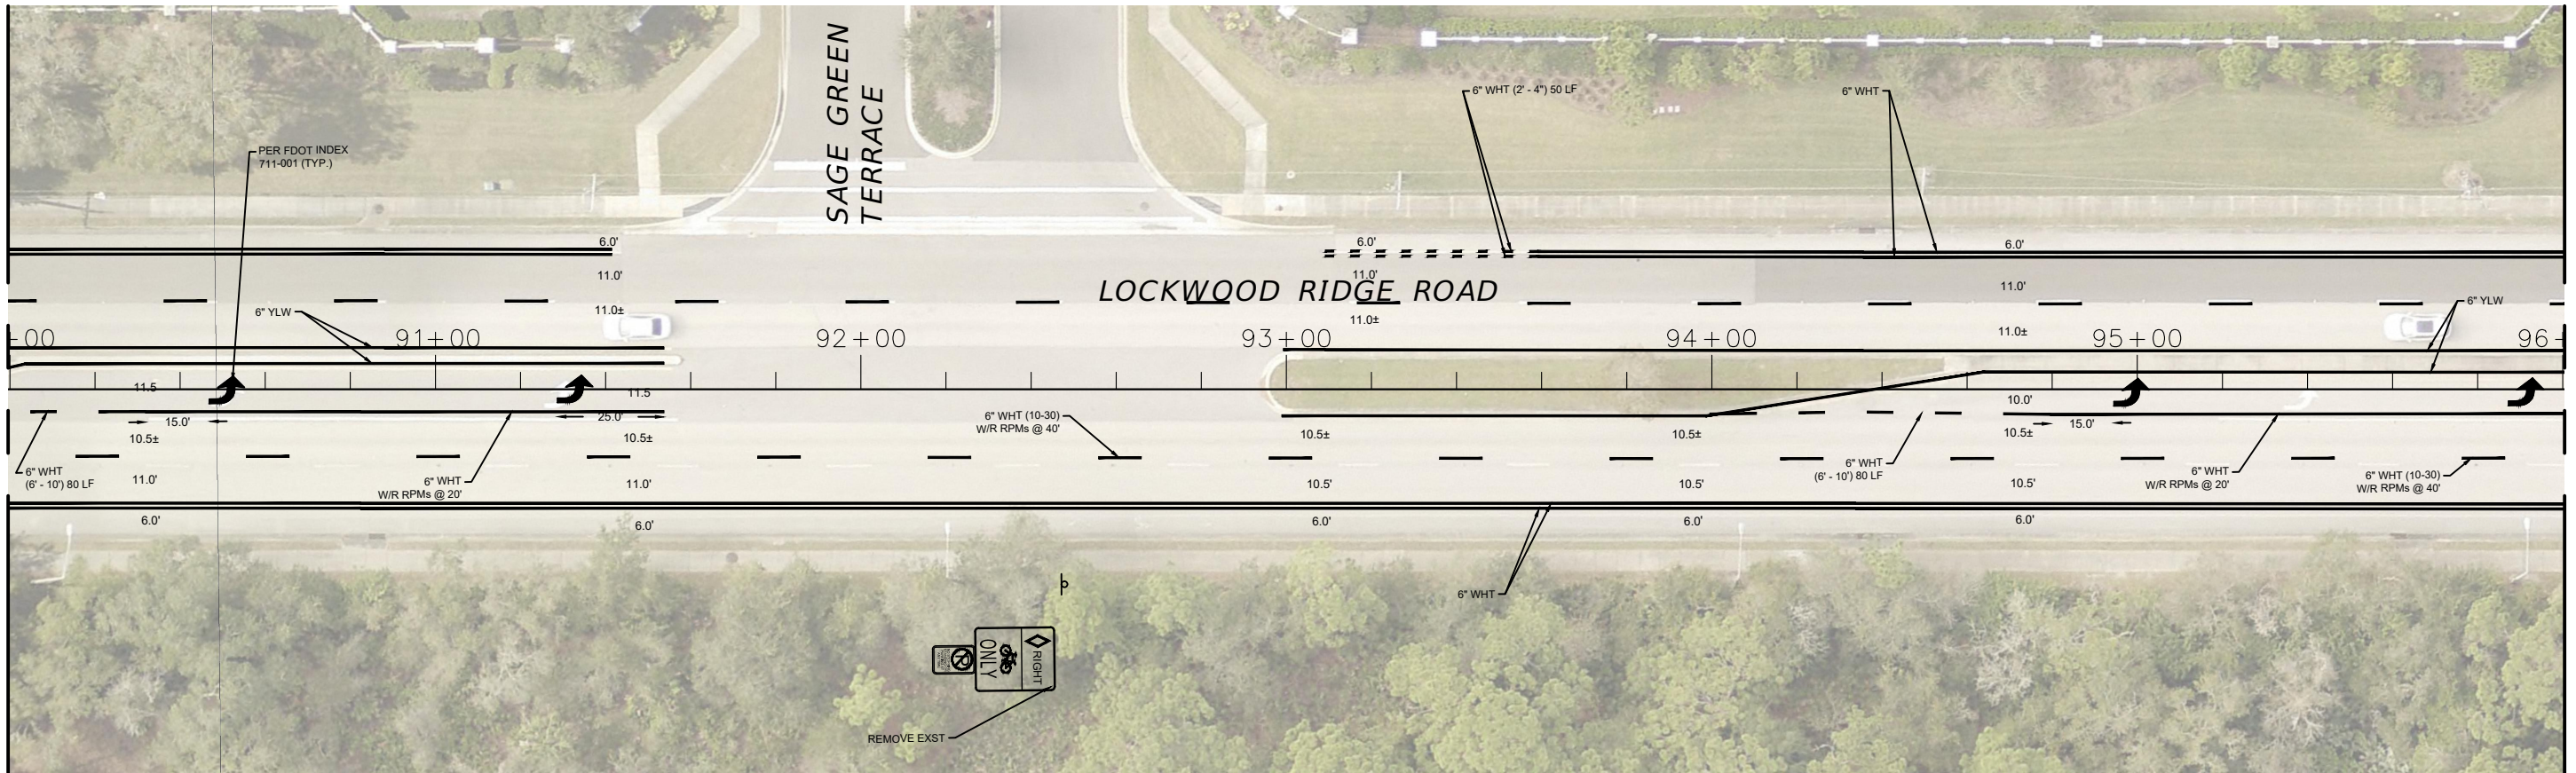 SAGE GREEN
TERRACE
6" WHT (2' - 4") 50 LF
6" WHT
PER FDOT INDEX
711-001 (TYP.)
6.0'
6.0'
6.0'
11.0'
11.0'
11.0'
LOCKWOOD RIDGE ROAD
6" YLW
6" YLW
11.0±
11.0±
11.0±
+00
91+00
92+00
93+00
94+00
95+00
96+
11.5
11.5
10.0'
15.0'
25.0'
15.0'
6" WHT (10-30)
W/R RPMs @ 40'
10.5±
10.5±
10.5±
10.5±
10.5±
6" WHT
(6' - 10') 80 LF
11.0'
6" WHT
W/R RPMs @ 20'
11.0'
10.5'
10.5'
6" WHT
(6' - 10') 80 LF
10.5'
6" WHT
W/R RPMs @ 20'
6" WHT (10-30)
W/R RPMs @ 40'
6.0'
6.0'
6.0'
6.0'
6.0'
6" WHT
RIGHT
ONLY
REMOVE EXST